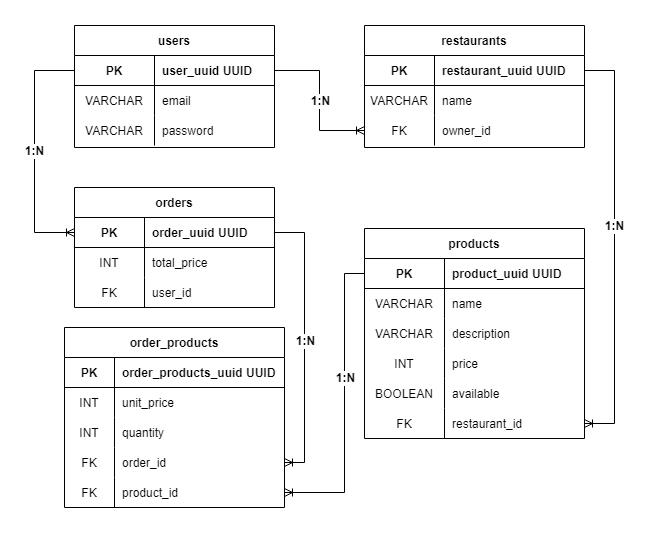 users
PK user_uuid UUID
VARCHAR email
VARCHAR password
restaurants
PK restaurant_uuid UUID
VARCHAR name
FK owner_id
1:N
1:N
orders
PK order_uuid UUID
INT total_price
FK user_id
1:N
products
PK product_uuid UUID
VARCHAR name
VARCHAR description
INT price
BOOLEAN available
FK restaurant_id
order_products
PK order_products_uuid UUID
INT unit_price
INT quantity
FK order_id
FK product_id
1:N
1:N